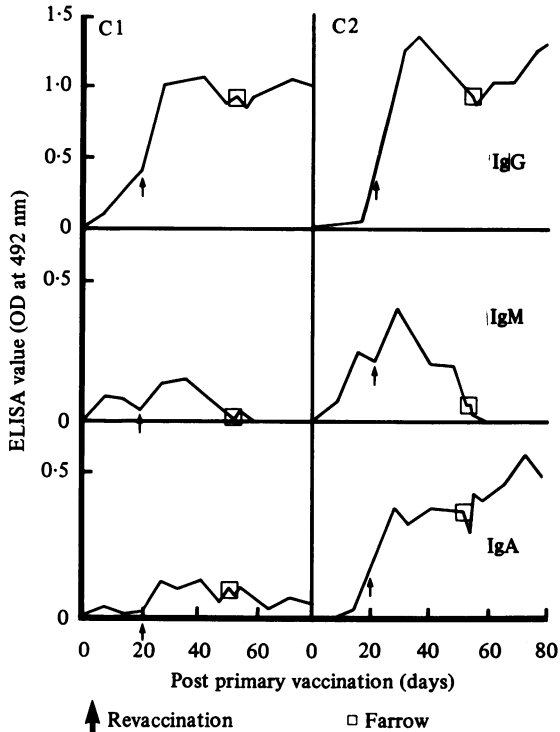 1·5
C1
C2
1·0
0·5
0
IgG
ELISA value (OD at 492 nm)
0·5
0
IgM
0·5
0
IgA
0 20 40 60 0 20 40 60 80
Post primary vaccination (days)
Revaccination Farrow